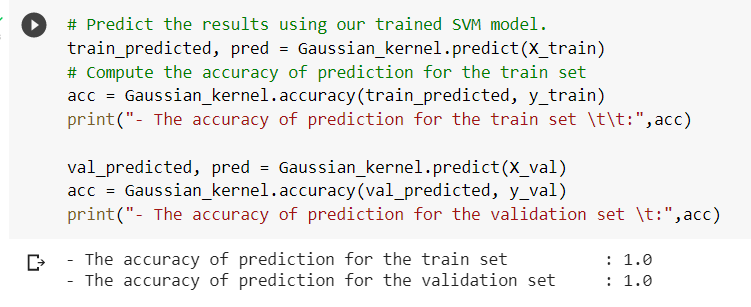 # Predict the results using our trained SVM model.
train_predicted, pred = Gaussian_kernel.predict(X_train)
# Compute the accuracy of prediction for the train set
acc = Gaussian_kernel.accuracy(train_predicted, y_train)
print("- The accuracy of prediction for the train set \t\t:",acc)
val_predicted, pred = Gaussian_kernel.predict(X_val)
acc = Gaussian_kernel.accuracy(val_predicted, y_val)
print("- The accuracy of prediction for the validation set \t:",acc)
- The accuracy of prediction for the train set : 1.0
- The accuracy of prediction for the validation set : 1.0